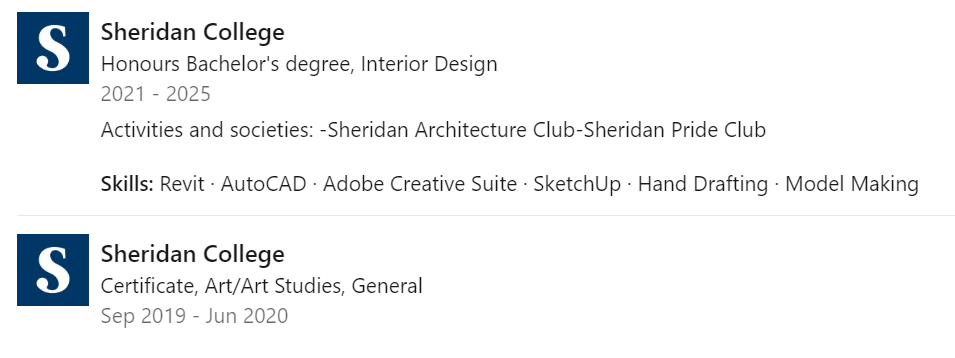 S
Sheridan College
Honours Bachelor's degree, Interior Design
2021 - 2025
Activities and societies: -Sheridan Architecture Club-Sheridan Pride Club
Skills: Revit · AutoCAD · Adobe Creative Suite · SketchUp · Hand Drafting · Model Making
S
Sheridan College
Certificate, Art/Art Studies, General
Sep 2019 - Jun 2020